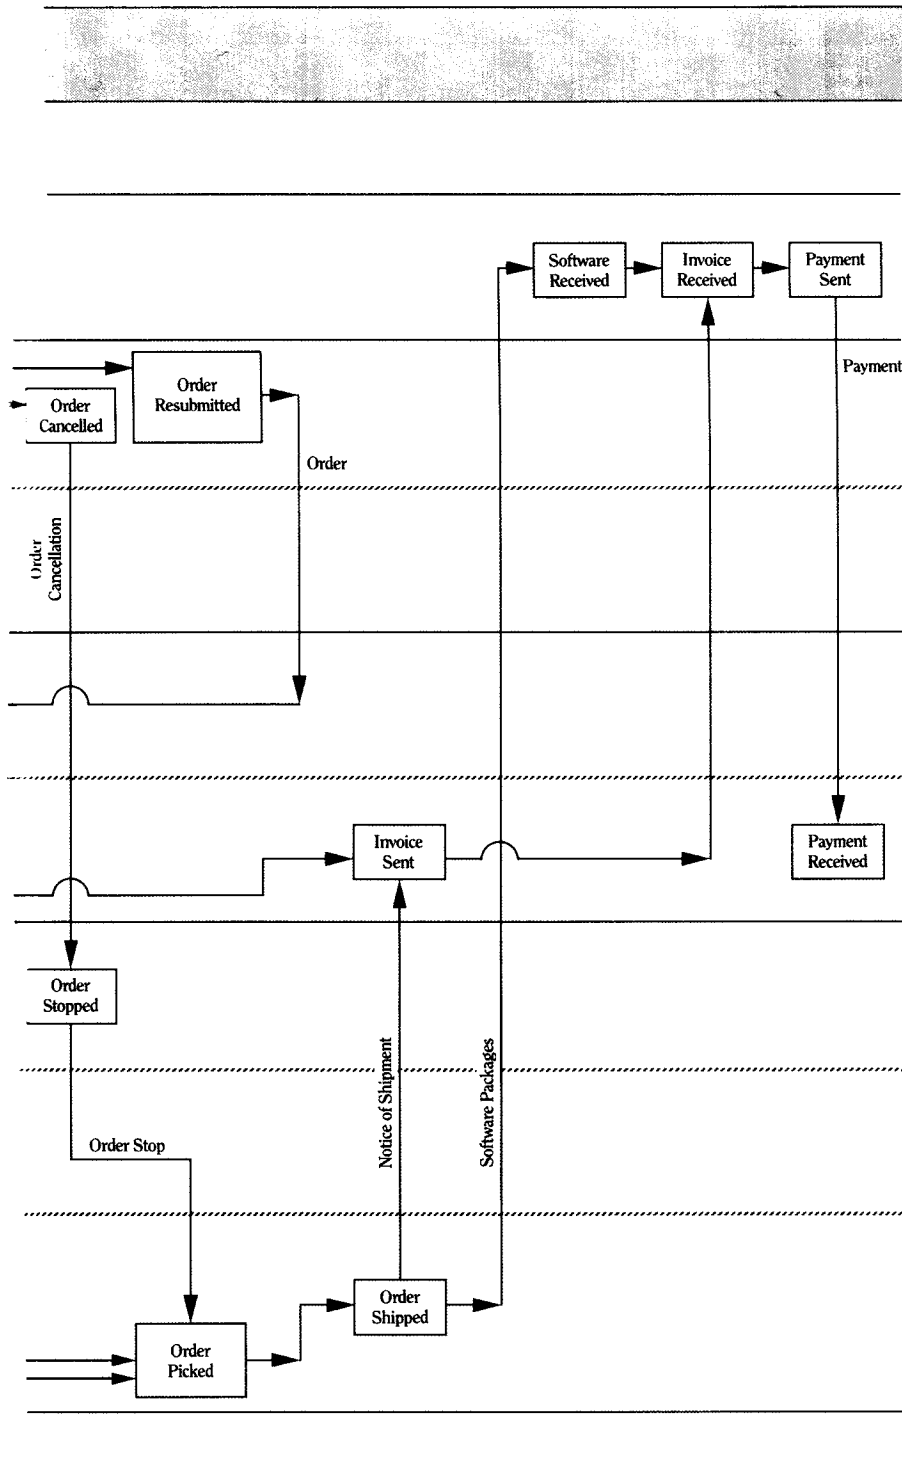 Software
Received
Invoice
Received
Payment
Sent
Payment
Order
Resubmitted
Order
Cancelled
Order
Order
Cancellation
Invoice
Sent
Payment
Received
Order
Stopped
Notice of Shipment
Software Packages
Order Stop
Order
Shipped
Order
Picked